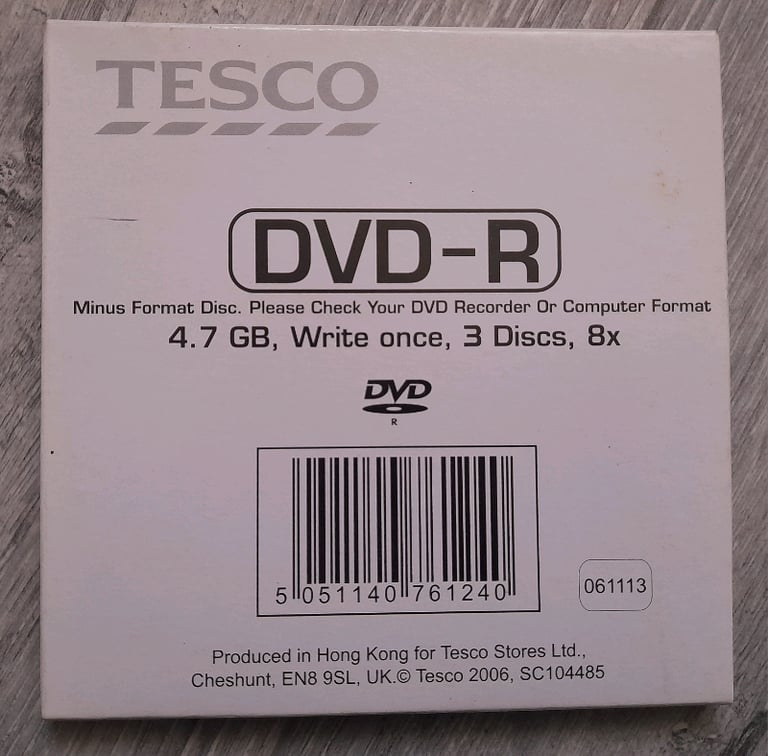 TESCO
DVD-R
Minus Format Disc. Please Check Your DVD Recorder Or Computer Format
4.7 GB, Write once, 3 Discs, 8x
DVD
R
5 051140 761240
061113
Produced in Hong Kong for Tesco Stores Ltd.,
Cheshunt, EN8 9SL, UK.© Tesco 2006, SC104485